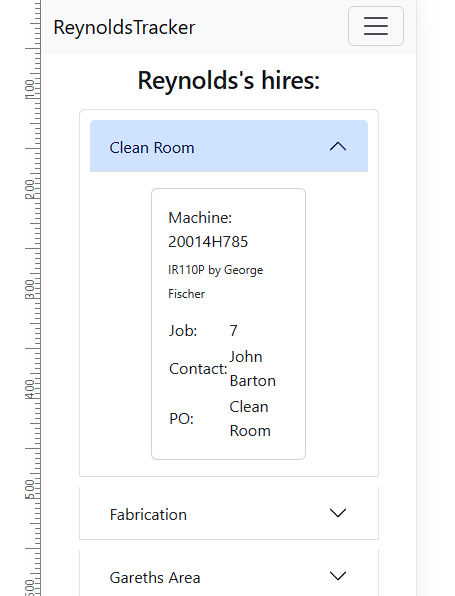 ReynoldsTracker
Reynolds's hires:
Clean Room
Machine:
20014H785
IR110P by George
Fischer
Job: 7
Contact: John
Barton
PO: Clean
Room
Fabrication
Gareths Area
100
200
300
400
500